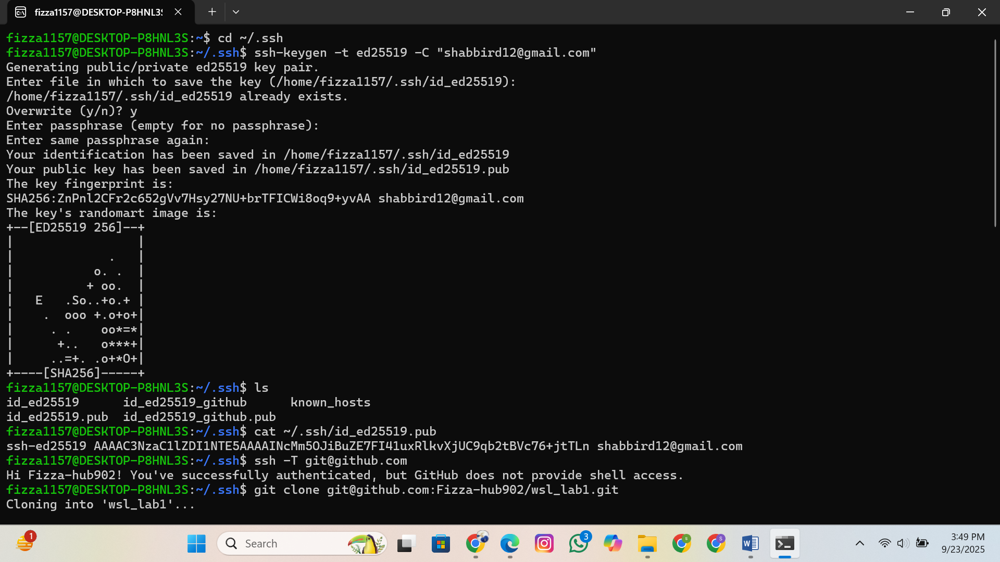 fizza1157@DESKTOP-P8HNL3S
fizza1157@DESKTOP-P8HNL3S:~$ cd ~/.ssh
fizza1157@DESKTOP-P8HNL3S:~/.ssh$ ssh-keygen -t ed25519 -C "shabbird12@gmail.com"
Generating public/private ed25519 key pair.
Enter file in which to save the key (/home/fizza1157/.ssh/id_ed25519):
/home/fizza1157/.ssh/id_ed25519 already exists.
Overwrite (y/n)? y
Enter passphrase (empty for no passphrase):
Enter same passphrase again:
Your identification has been saved in /home/fizza1157/.ssh/id_ed25519
Your public key has been saved in /home/fizza1157/.ssh/id_ed25519.pub
The key fingerprint is:
SHA256:ZnPnl2CFr2c652gVv7Hsy27NU+brTFICWi8oq9+yvAA shabbird12@gmail.com
The key's randomart image is:
+--[ED25519 256]--+
|                 |
|             .   |
|           o. .  |
|          + oo.  |
|   E   .So..+o.+ |
|    .  ooo +.o+o+|
|     . .    oo*=*|
|      +..   o***+|
|     ..=+. .o+*O+|
+----[SHA256]-----+
fizza1157@DESKTOP-P8HNL3S:~/.ssh$ ls
id_ed25519      id_ed25519_github      known_hosts
id_ed25519.pub  id_ed25519_github.pub
fizza1157@DESKTOP-P8HNL3S:~/.ssh$ cat ~/.ssh/id_ed25519.pub
ssh-ed25519 AAAAC3NzaC1lZDI1NTE5AAAAINcMm5OJiBuZE7FI41uxRlkvXjUC9qb2tBVc76+jtTLn shabbird12@gmail.com
fizza1157@DESKTOP-P8HNL3S:~/.ssh$ ssh -T git@github.com
Hi Fizza-hub902! You've successfully authenticated, but GitHub does not provide shell access.
fizza1157@DESKTOP-P8HNL3S:~/.ssh$ git clone git@github.com:Fizza-hub902/wsl_lab1.git
Cloning into 'wsl_lab1'...
1
Search
3
3:49 PM
9/23/2025